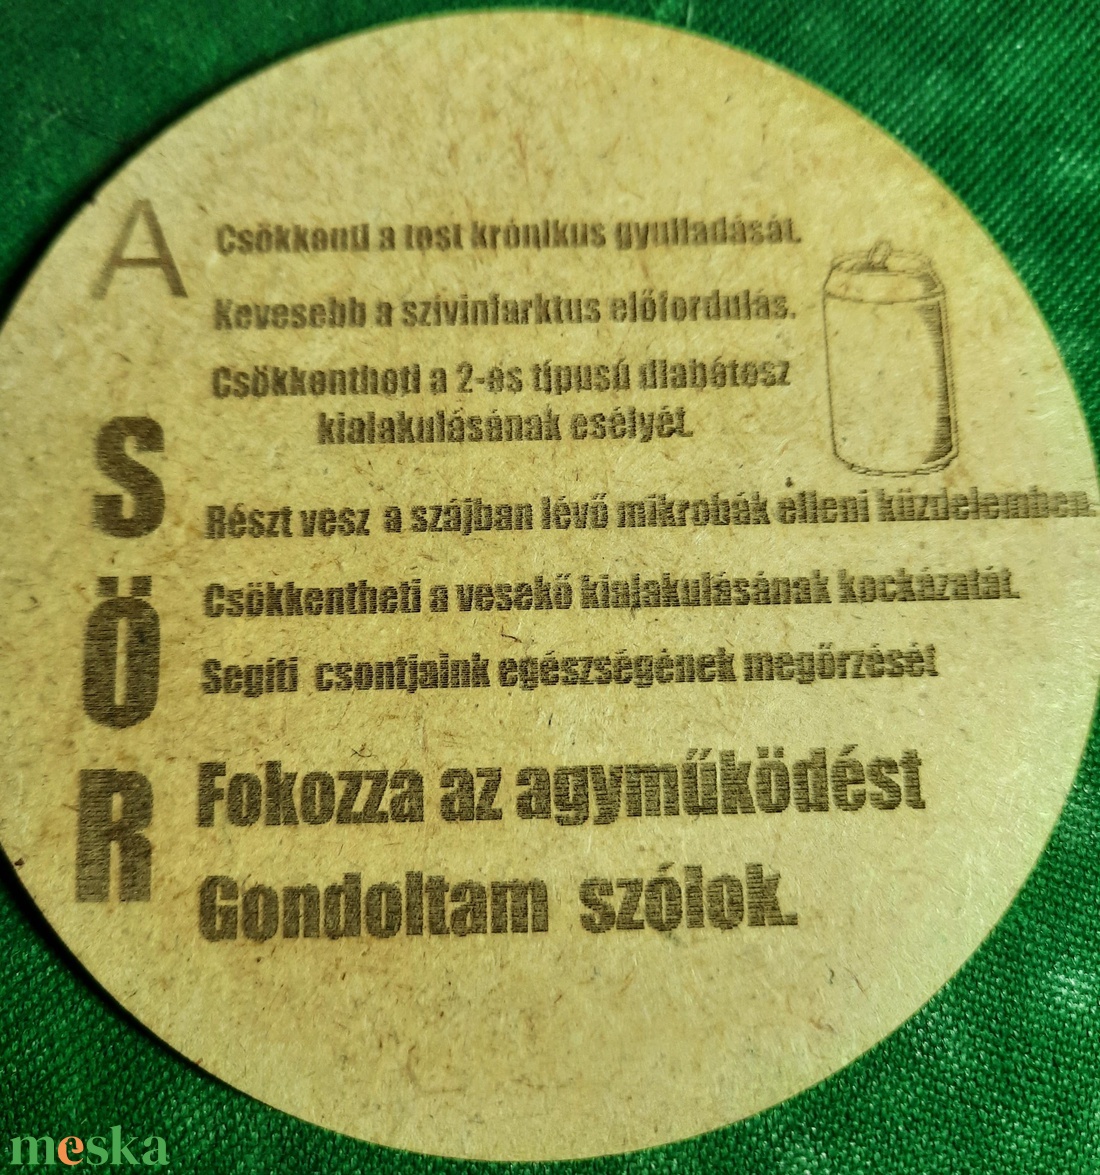 A
Csökkenti a test krónikus gyulladását.
Kevesebb a szívinfarktus előfordulás.
Csökkentheti a 2-es típusú diabétesz
kialakulásának esélyét.
S
Részt vesz a szájban lévő mikrobák elleni küzdelemben.
Ö
Csökkentheti a vesekő kialakulásának kockázatát.
Segíti csontjaink egészségének megőrzését
R
Fokozza az agyműködést
Gondoltam szólok.
meska